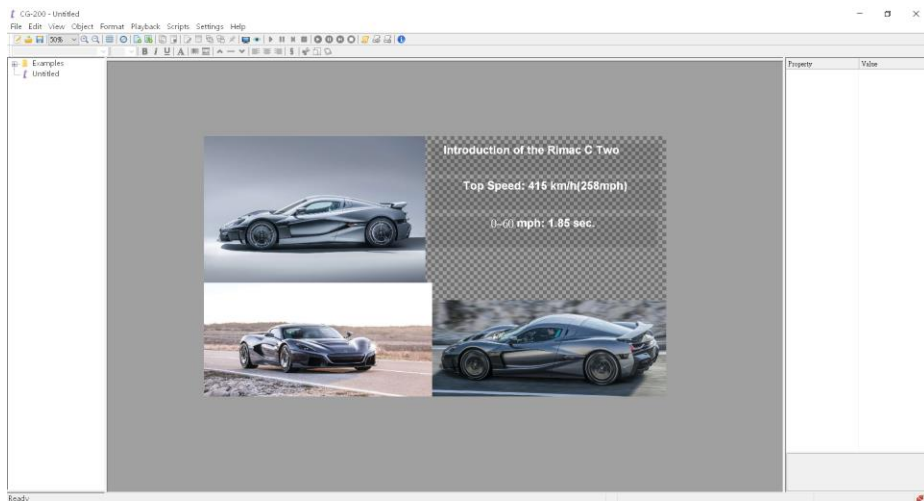 CG-200 - Untitled
File Edit View Object Format Playback Scripts Settings Help
50%
B I U A
Examples
Untitled
Property Value
Introduction of the Rimac C Two
Top Speed: 415 km/h(258mph)
0~60 mph: 1.85 sec.
Ready